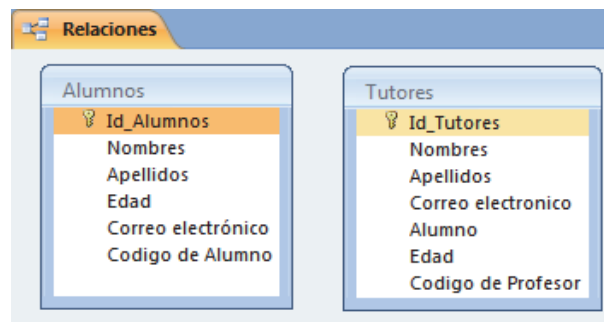 Relaciones
Alumnos
Id_Alumnos
Nombres
Apellidos
Edad
Correo electrónico
Codigo de Alumno
Tutores
Id_Tutores
Nombres
Apellidos
Correo electronico
Alumno
Edad
Codigo de Profesor